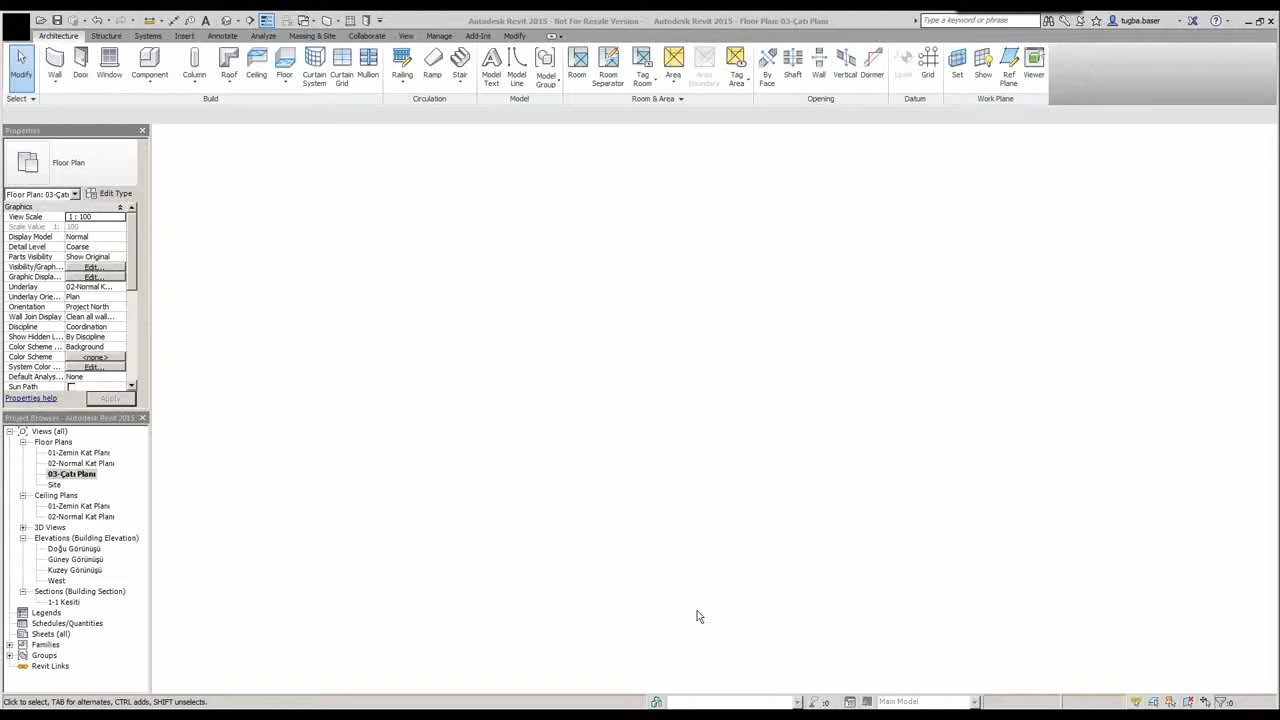 Autodesk Revit 2015 - Not For Resale Version - Autodesk Revit 2015 - Floor Plan: 03-Çatı Planı
Type a keyword or phrase
tugba.baser
Architecture Structure Systems Insert Annotate Analyze Massing & Site Collaborate View Manage Add-Ins Modify
Modify Wall Door Window Component Column Roof Ceiling Floor Curtain System Curtain Grid Mullion Railing Ramp Stair Model Text Model Line Model Group Room Room Separator Tag Room Area Area Boundary Tag Area By Face Shaft Wall Vertical Dormer Level Grid Set Show Ref Plane Viewer
Select Build Circulation Model Room & Area Opening Datum Work Plane
Properties
Floor Plan
Floor Plan: 03-Çatı Edit Type
Graphics
View Scale 1 : 100
Scale Value 1: 100
Display Model Normal
Detail Level Coarse
Parts Visibility Show Original
Visibility/Graph... Edit...
Graphic Displa... Edit...
Underlay 02-Normal K...
Underlay Orie... Plan
Orientation Project North
Wall Join Display Clean all wall...
Discipline Coordination
Show Hidden L... By Discipline
Color Scheme ... Background
Color Scheme <none>
System Color ... Edit...
Default Analys... None
Sun Path
Properties help Apply
Project Browser - Autodesk Revit 2015
Views (all)
Floor Plans
01-Zemin Kat Planı
02-Normal Kat Planı
03-Çatı Planı
Site
Ceiling Plans
01-Zemin Kat Planı
02-Normal Kat Planı
3D Views
Elevations (Building Elevation)
Doğu Görünüşü
Güney Görünüşü
Kuzey Görünüşü
West
Sections (Building Section)
1-1 Kesiti
Legends
Schedules/Quantities
Sheets (all)
Families
Groups
Revit Links
Click to select, TAB for alternates, CTRL adds, SHIFT unselects. :0 Main Model :0